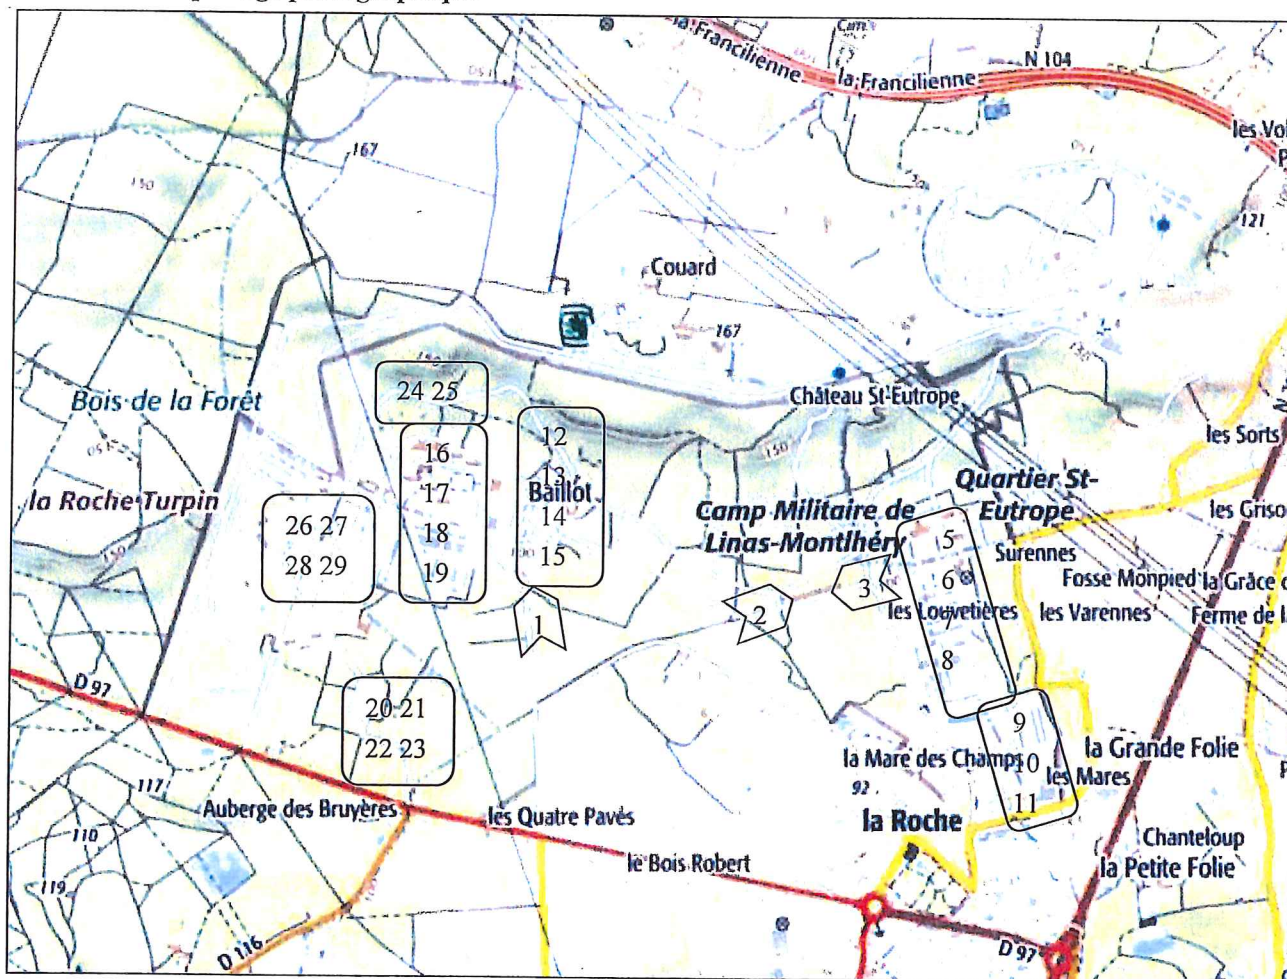 Cim.
la Francilienne
la Francilienne
N 104
les Vol
167
150
121
Couard
167
150
Château St-Eutrope
Bois de la Forêt
24 25
12
13
14
15
Baillot
16
17
18
19
les Sorts
150
la Roche-Turpin
Quartier St-
Eutrope
Camp Militaire de
Linas-Montlhéry
les Griso
26 27
28 29
150
5
6
7
8
Surennes
Fosse Monpied
la Grâce d
1
2
3
les Louvetières
les Varennes
Ferme de l
D 97
20 21
22 23
9
10
11
la Mare des Champs
92
les Mares
la Grande Folie
117
Auberge des Bruyères
les Quatre Pavés
la Roche
110
Chanteloup
la Petite Folie
le Bois Robert
119
D 116
D 97